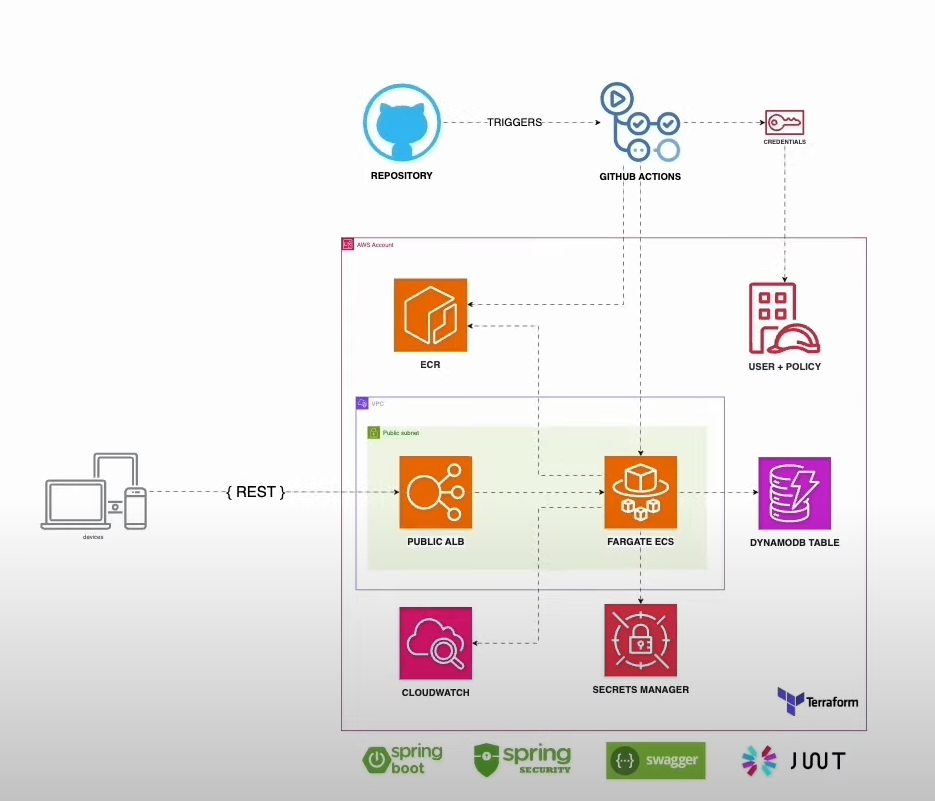 TRIGGERS
REPOSITORY
GITHUB ACTIONS
CREDENTIALS
AWS Account
ECR
USER + POLICY
VPC
Public subnet
{ REST }
devices
PUBLIC ALB
FARGATE ECS
DYNAMODB TABLE
CLOUDWATCH
SECRETS MANAGER
Terraform
spring
boot
spring
SECURITY
{···}
swagger
JWT